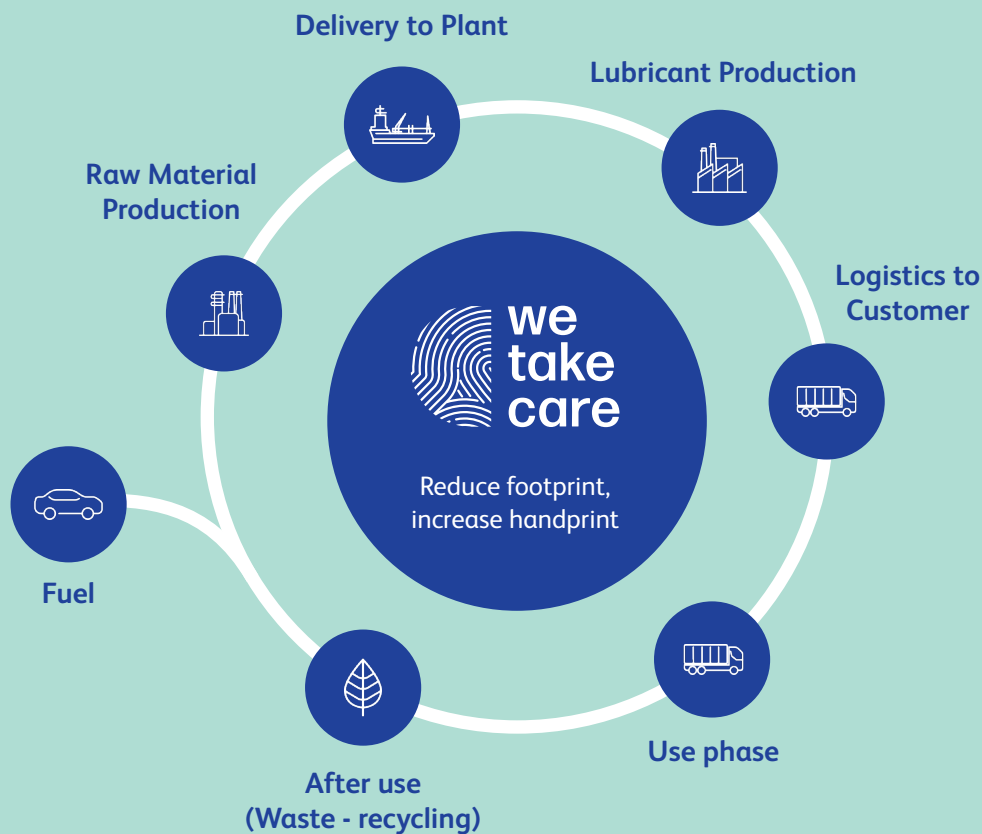 Delivery to Plant
Lubricant Production
Raw Material
Production
Logistics to
Customer
we
take
care
Reduce footprint,
increase handprint
Fuel
Use phase
After use
(Waste - recycling)